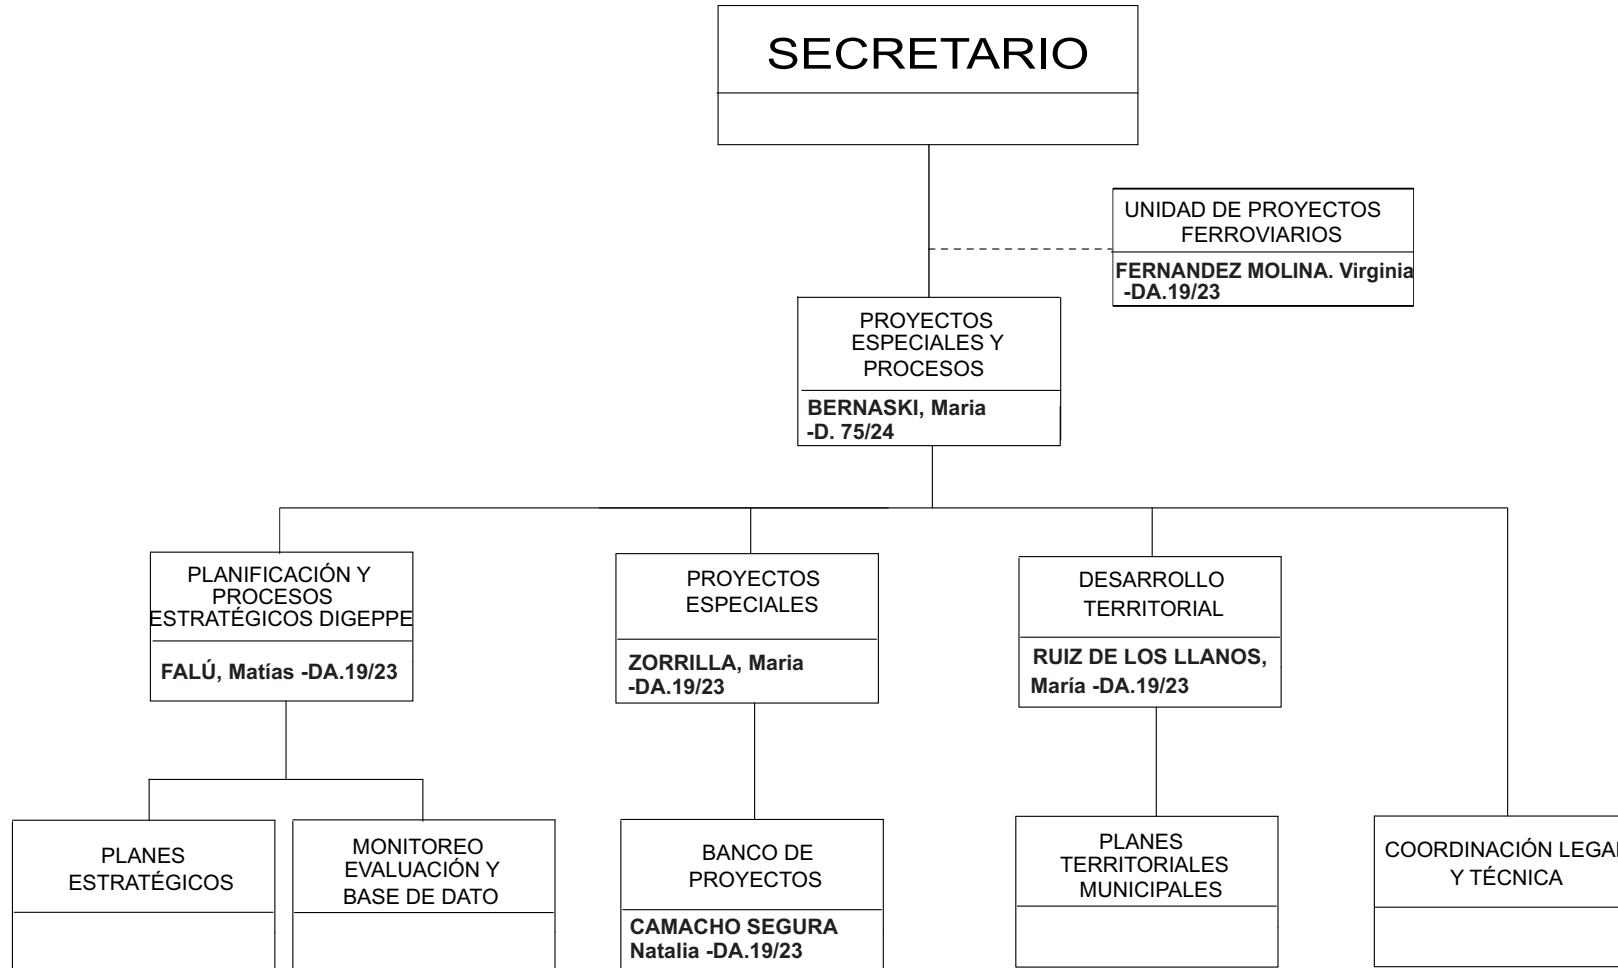 SECRETARIO
UNIDAD DE PROYECTOS
FERROVIARIOS
FERNANDEZ MOLINA. Virginia
-DA.19/23
PROYECTOS
ESPECIALES Y
PROCESOS
BERNASKI, Maria
-D. 75/24
PLANIFICACIÓN Y
PROCESOS
ESTRATÉGICOS DIGEPPE
FALÚ, Matías -DA.19/23
PROYECTOS
ESPECIALES
ZORRILLA, Maria
-DA.19/23
DESARROLLO
TERRITORIAL
RUIZ DE LOS LLANOS,
María -DA.19/23
PLANES
ESTRATÉGICOS
MONITOREO
EVALUACIÓN Y
BASE DE DATO
BANCO DE
PROYECTOS
CAMACHO SEGURA
Natalia -DA.19/23
PLANES
TERRITORIALES
MUNICIPALES
COORDINACIÓN LEGAL
Y TÉCNICA